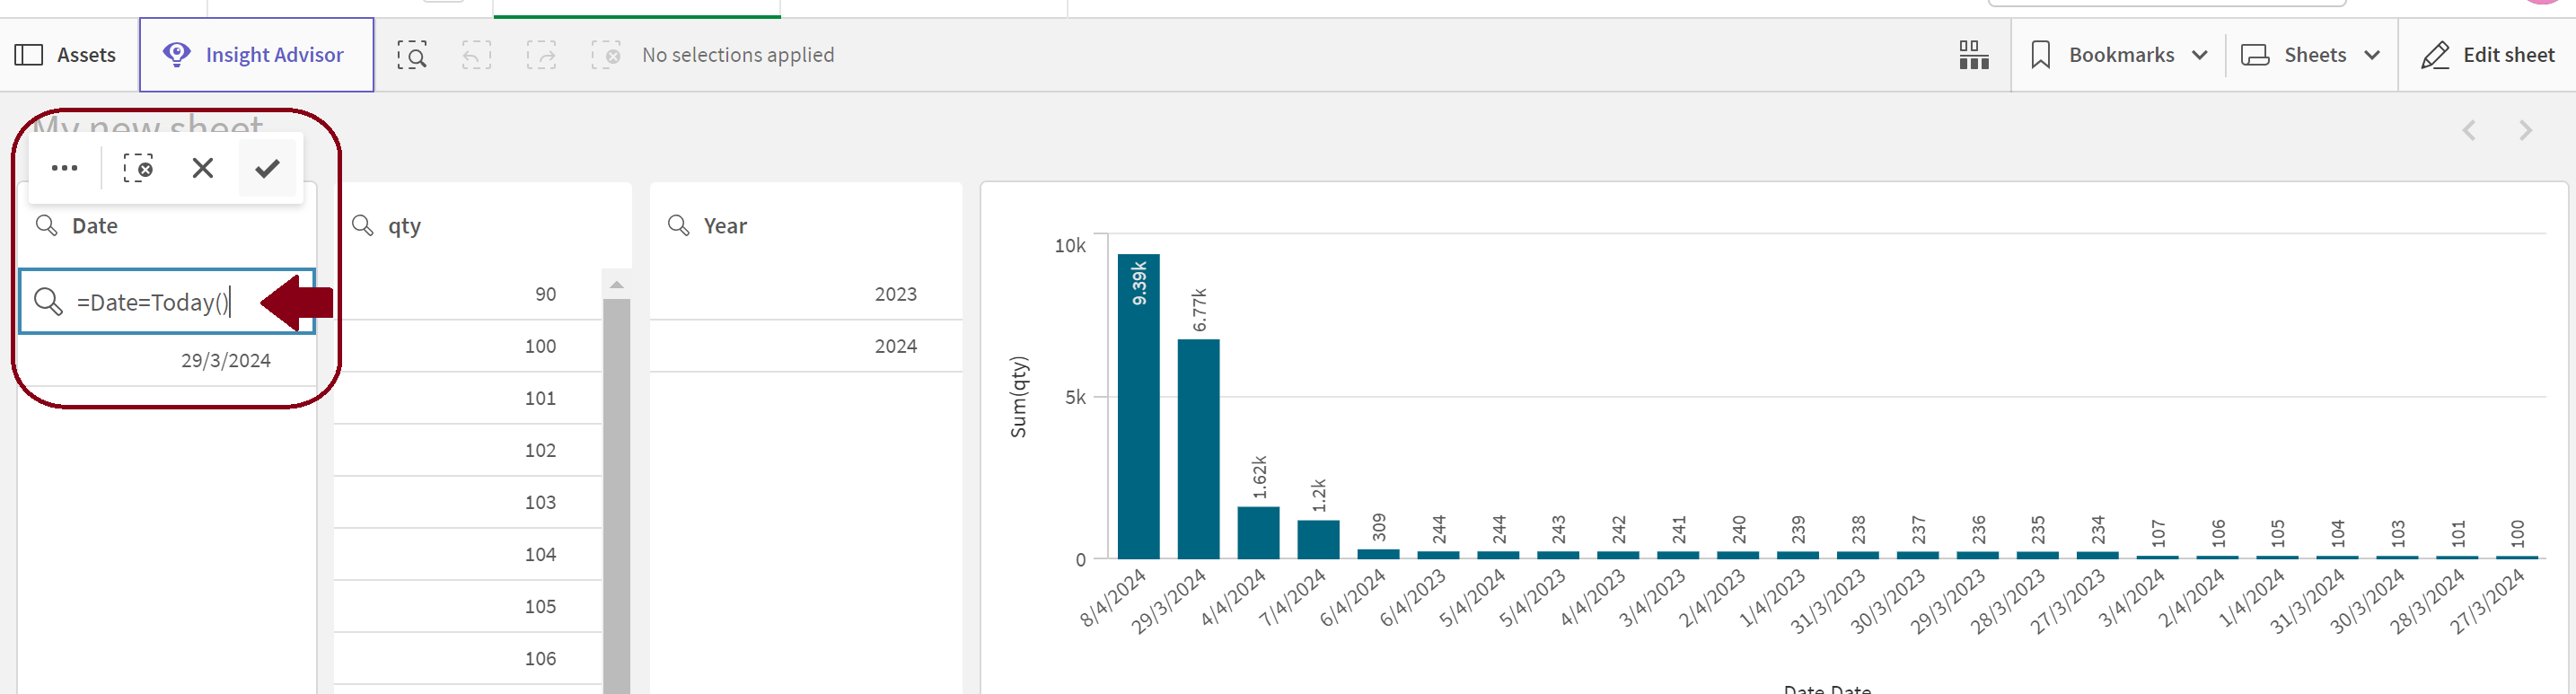 Assets
Insight Advisor
No selections applied
Bookmarks
Sheets
Edit sheet
My new sheet
Date
=Date=Today()
29/3/2024
qty
90
100
101
102
103
104
105
106
Year
2023
2024
Sum(qty)
10k
5k
0
9.39k
6.77k
1.62k
1.2k
309
244
244
243
242
241
240
239
238
237
236
235
234
107
106
105
104
103
101
100
8/4/2024
29/3/2024
4/4/2024
7/4/2024
6/4/2024
6/4/2023
5/4/2024
5/4/2023
4/4/2023
3/4/2023
2/4/2023
1/4/2023
31/3/2023
30/3/2023
29/3/2023
28/3/2023
27/3/2023
3/4/2024
2/4/2024
1/4/2024
31/3/2024
30/3/2024
28/3/2024
27/3/2024
Date Date